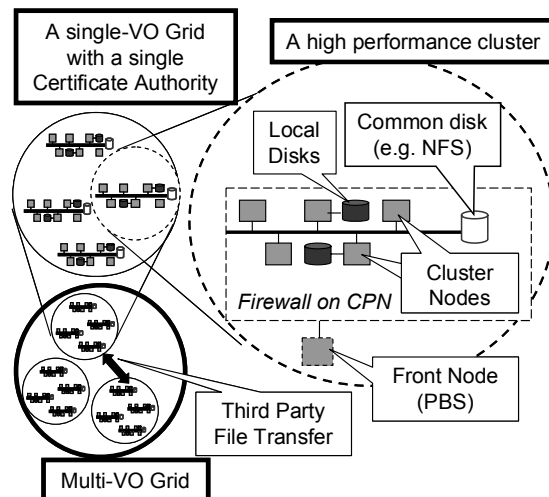 A single-VO Grid
with a single
Certificate Authority
A high performance cluster
Local
Disks
Common disk
(e.g. NFS)
Cluster
Nodes
Firewall on CPN
Front Node
(PBS)
Third Party
File Transfer
Multi-VO Grid